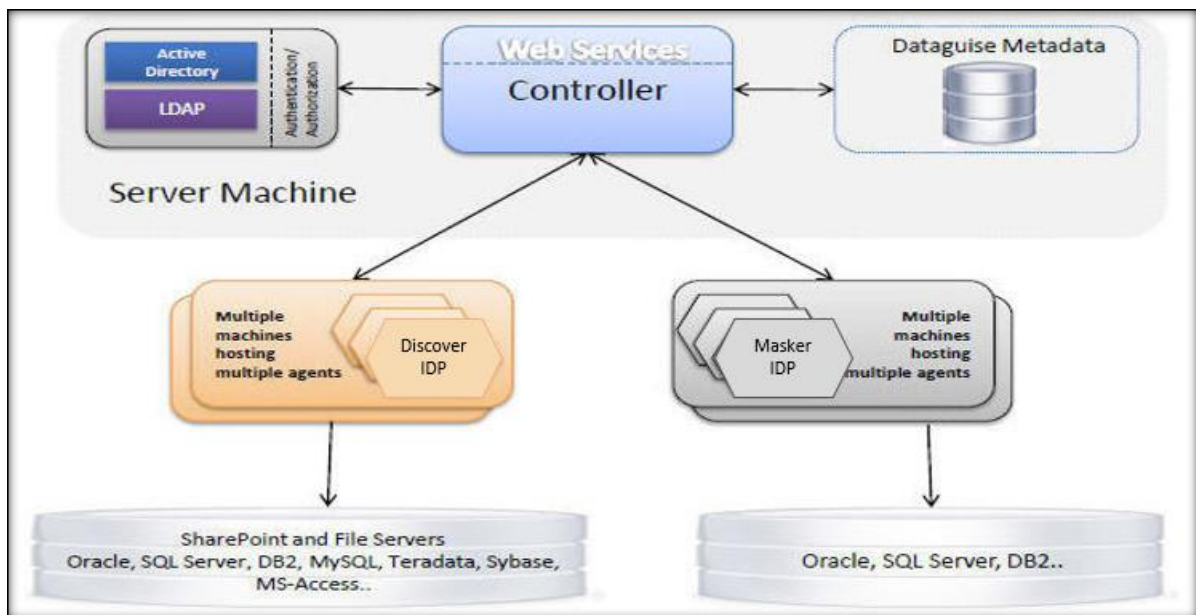 Active
Directory
LDAP
Authentication/
Authorization
Web Services
Controller
Dataguise Metadata
Server Machine
Multiple
machines
hosting
multiple agents
Discover
IDP
Masker
IDP
Multiple
machines
hosting
multiple agents
SharePoint and File Servers
Oracle, SQL Server, DB2, MySQL, Teradata, Sybase,
MS-Access..
Oracle, SQL Server, DB2..